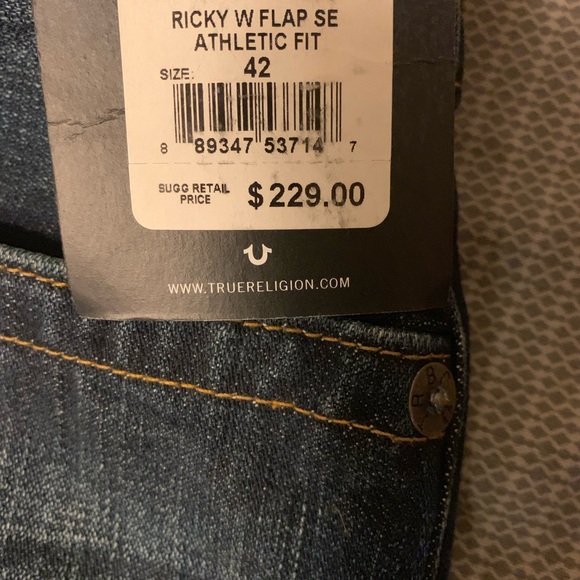 RICKY W FLAP SE
ATHLETIC FIT
SIZE: 42
8 89347 53714 7
SUGG RETAIL
PRICE
$229.00
WWW.TRUERELIGION.COM